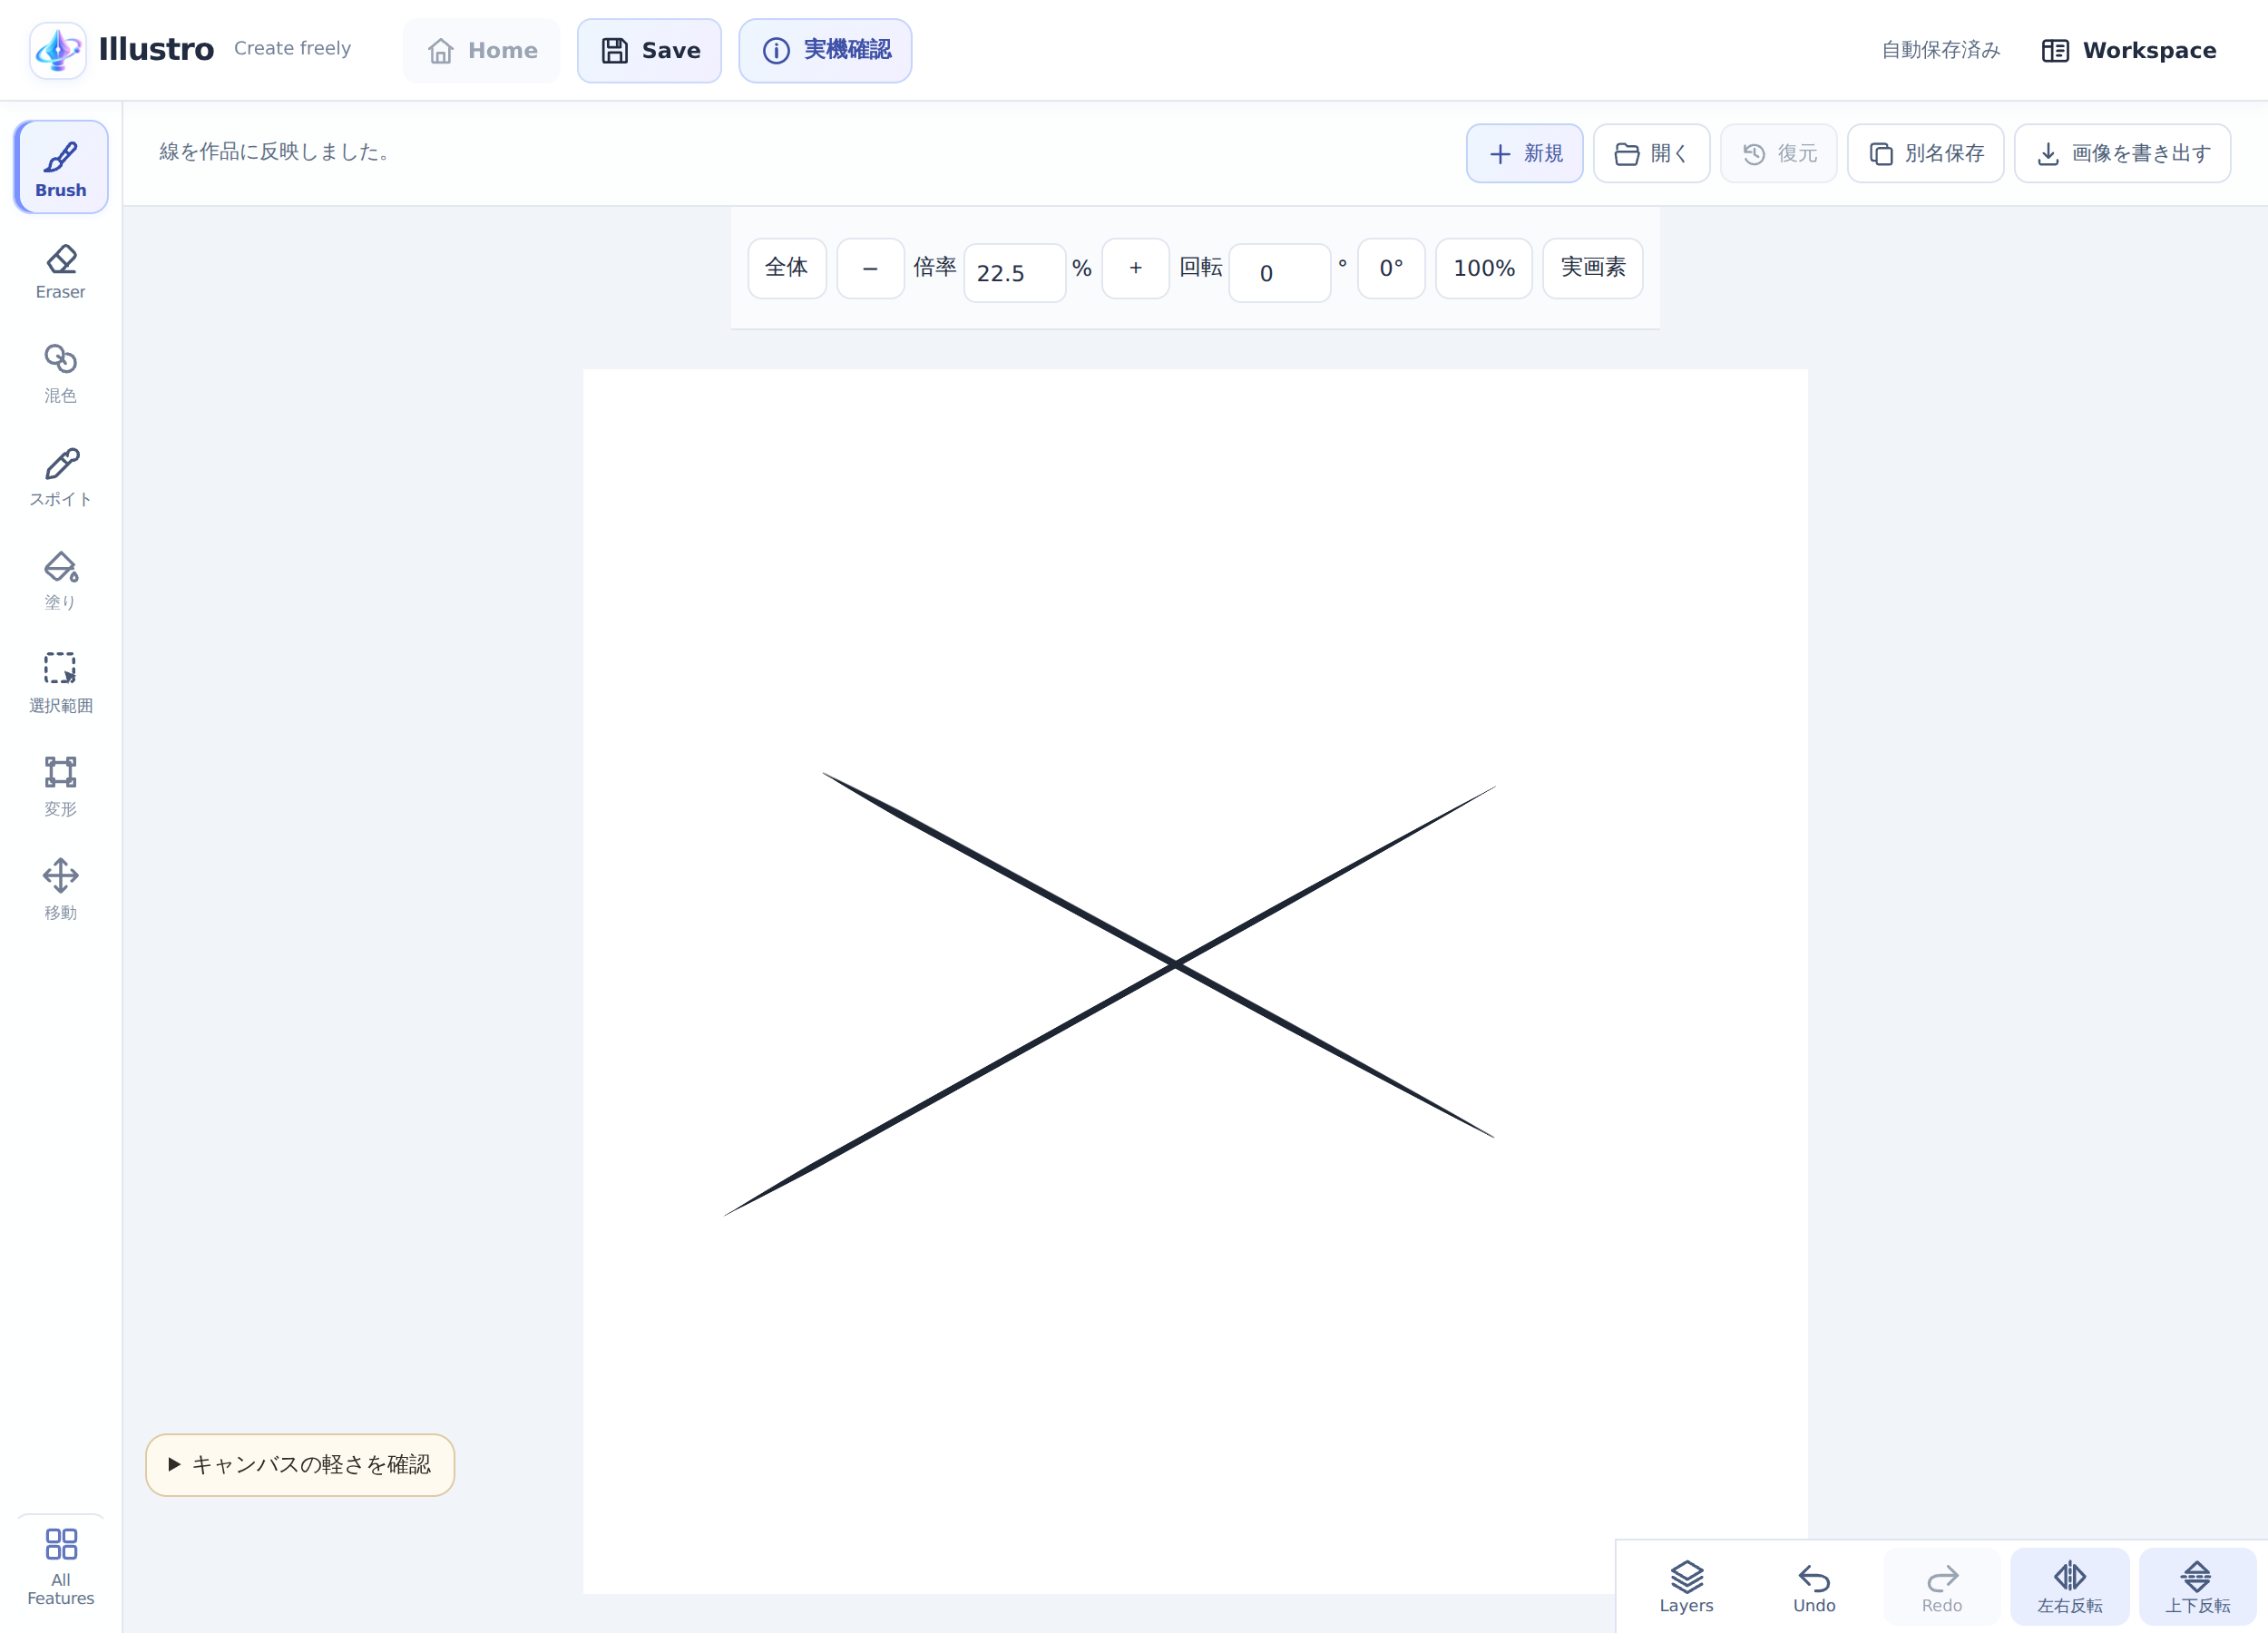 Illustro Create freely Home Save 実機確認 自動保存済み Workspace
線を作品に反映しました。 新規 開く 復元 別名保存 画像を書き出す
全体 − 倍率 22.5 % + 回転 0 ° 0° 100% 実画素
Brush
Eraser
混色
スポイト
塗り
選択範囲
変形
移動
▶ キャンバスの軽さを確認
All
Features
Layers Undo Redo 左右反転 上下反転